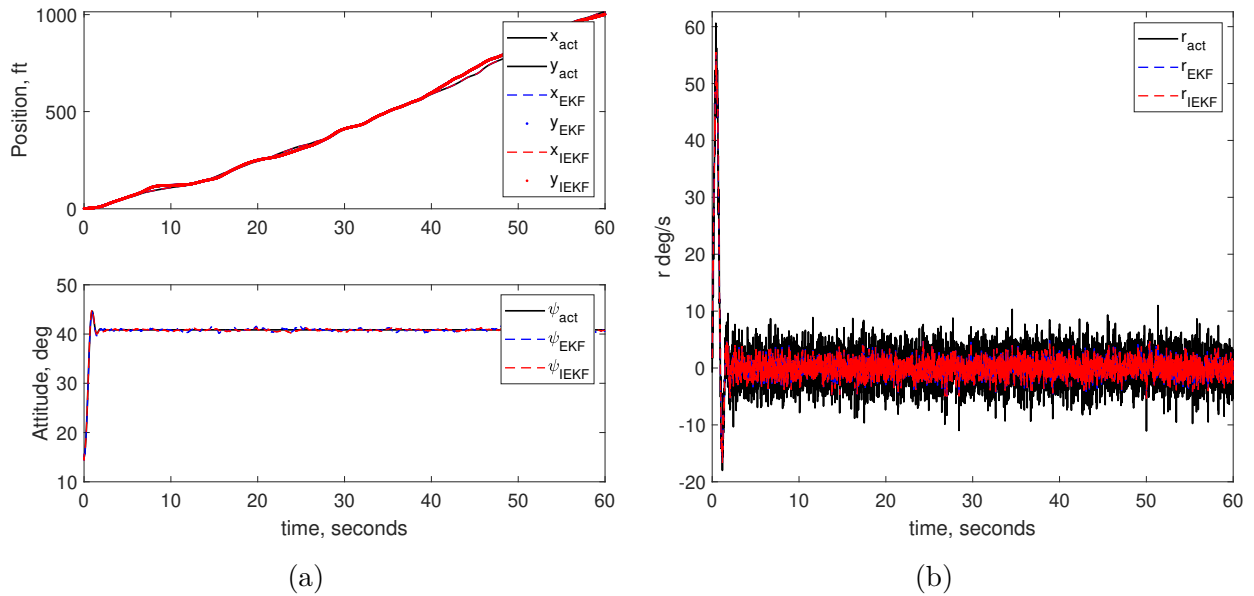 1000
500
0
Position, ft
0 10 20 30 40 50 60
x_act
y_act
x_EKF
y_EKF
x_IEKF
y_IEKF
50
40
30
20
10
Attitude, deg
0 10 20 30 40 50 60
time, seconds
ψ_act
ψ_EKF
ψ_IEKF
(a)
60
50
40
30
20
10
0
-10
-20
r deg/s
0 10 20 30 40 50 60
time, seconds
r_act
r_EKF
r_IEKF
(b)